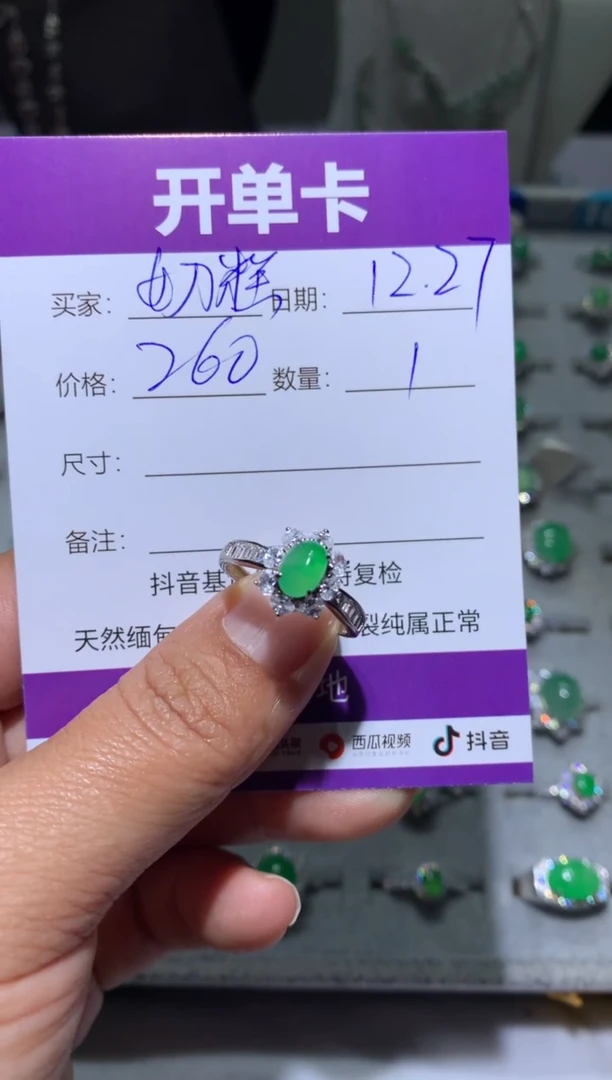 开单卡
买家： 日期：12.27
价格：260 数量：1
尺寸：
备注：
抖音基 复检
天然缅甸 裂纯属正常
地
西瓜视频 抖音